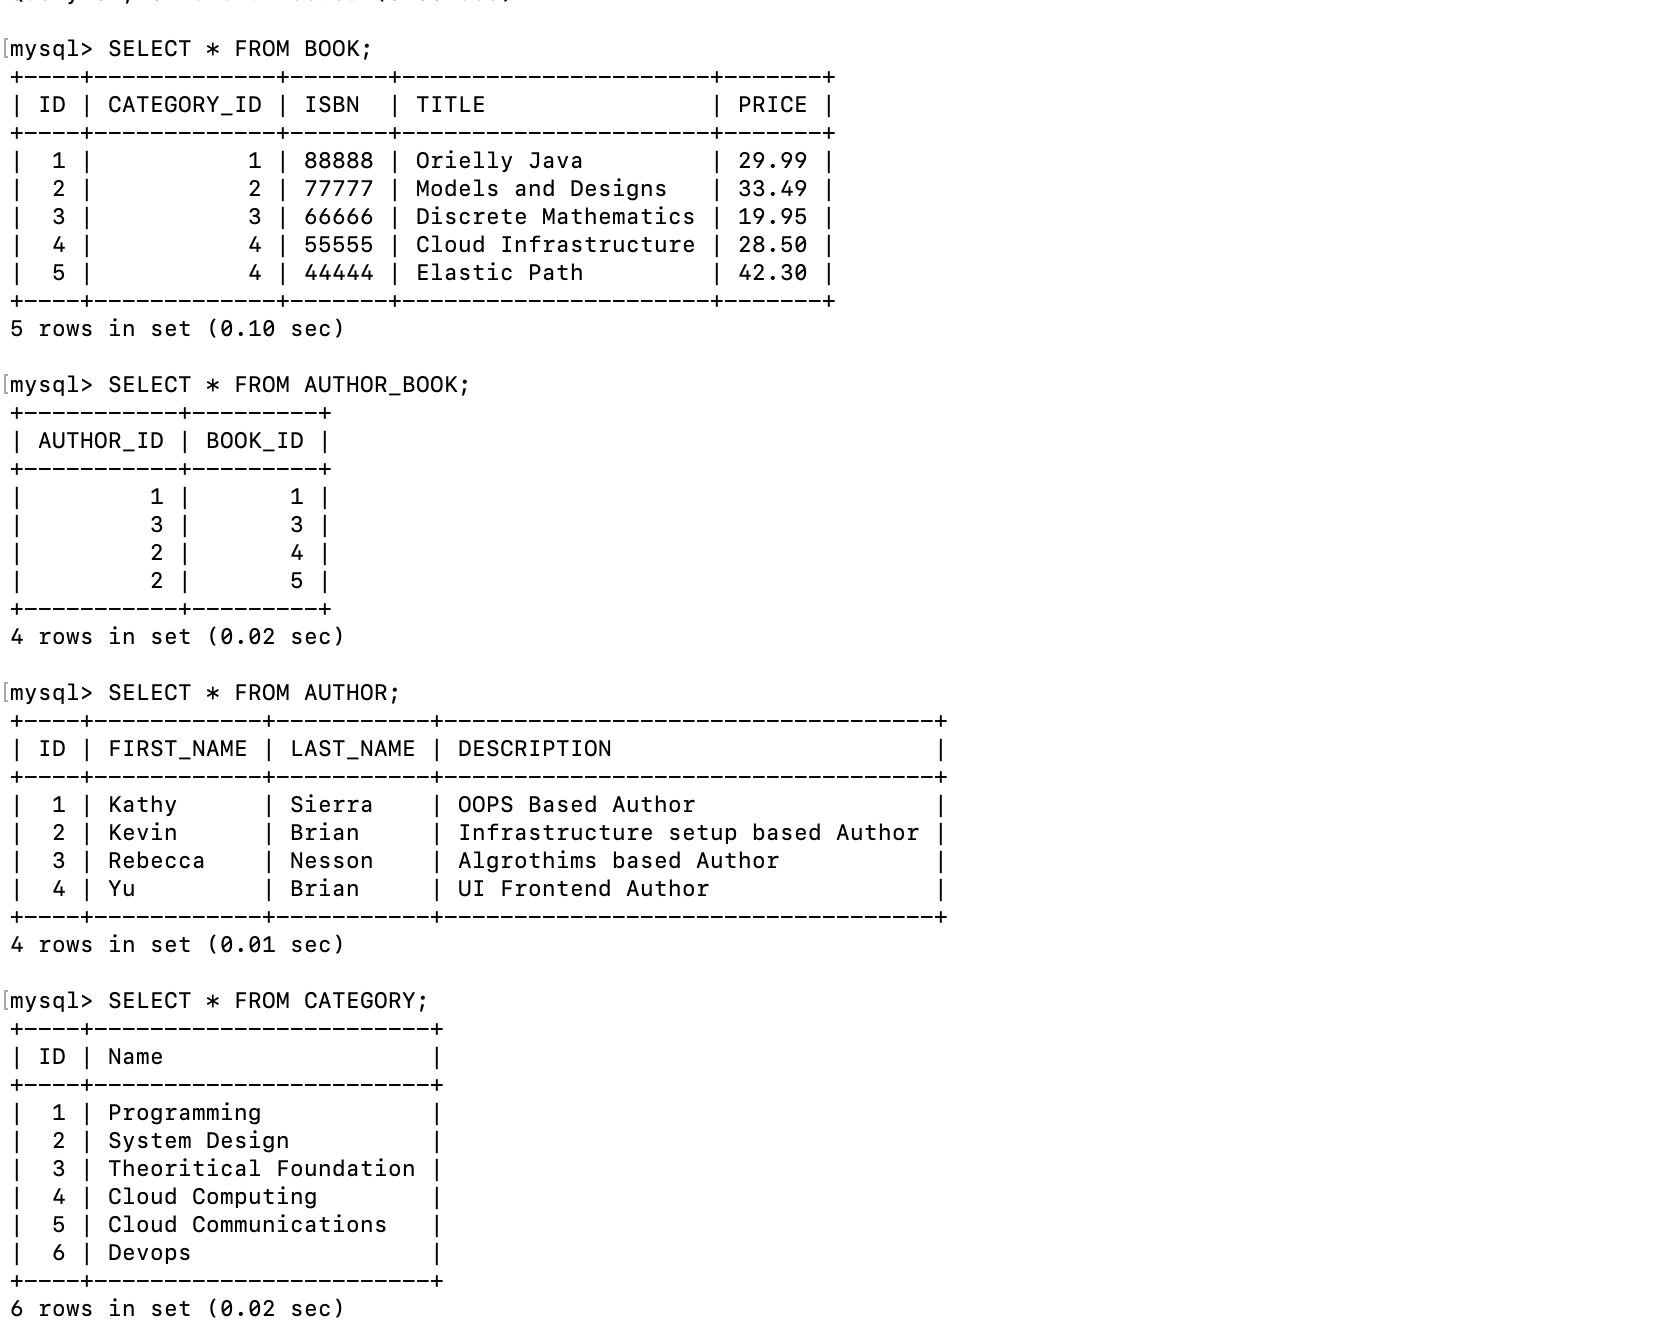 mysql> SELECT * FROM BOOK;
+----+-------------+-------+----------------------+-------+
| ID | CATEGORY_ID | ISBN  | TITLE                | PRICE |
+----+-------------+-------+----------------------+-------+
|  1 |           1 | 88888 | Orielly Java         | 29.99 |
|  2 |           2 | 77777 | Models and Designs   | 33.49 |
|  3 |           3 | 66666 | Discrete Mathematics | 19.95 |
|  4 |           4 | 55555 | Cloud Infrastructure | 28.50 |
|  5 |           4 | 44444 | Elastic Path         | 42.30 |
+----+-------------+-------+----------------------+-------+
5 rows in set (0.10 sec)
mysql> SELECT * FROM AUTHOR_BOOK;
+-----------+---------+
| AUTHOR_ID | BOOK_ID |
+-----------+---------+
|         1 |       1 |
|         3 |       3 |
|         2 |       4 |
|         2 |       5 |
+-----------+---------+
4 rows in set (0.02 sec)
mysql> SELECT * FROM AUTHOR;
+----+------------+-----------+-----------------------------------+
| ID | FIRST_NAME | LAST_NAME | DESCRIPTION                       |
+----+------------+-----------+-----------------------------------+
|  1 | Kathy      | Sierra    | OOPS Based Author                 |
|  2 | Kevin      | Brian     | Infrastructure setup based Author |
|  3 | Rebecca    | Nesson    | Algrothims based Author           |
|  4 | Yu         | Brian     | UI Frontend Author                |
+----+------------+-----------+-----------------------------------+
4 rows in set (0.01 sec)
mysql> SELECT * FROM CATEGORY;
+----+------------------------+
| ID | Name                   |
+----+------------------------+
|  1 | Programming            |
|  2 | System Design          |
|  3 | Theoritical Foundation |
|  4 | Cloud Computing        |
|  5 | Cloud Communications   |
|  6 | Devops                 |
+----+------------------------+
6 rows in set (0.02 sec)